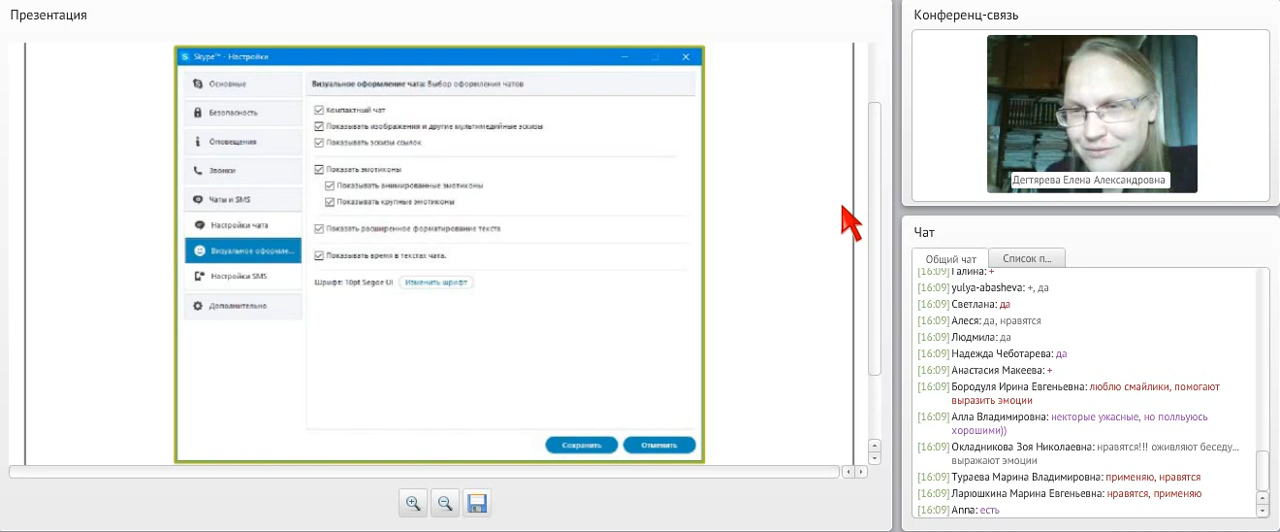 Презентация
Skype™ - Настройки
Основные
Безопасность
Оповещения
Звонки
Чаты и SMS
Настройки чата
Визуальное оформле...
Настройки SMS
Дополнительно
Визуальное оформление чата: Выбор оформления чатов
Компактный чат
Показывать изображения и другие мультимедийные эскизы
Показывать эскизы ссылок
Показать эмотиконы
Показывать анимированные эмотиконы
Показывать крупные эмотиконы
Показать расширенное форматирование текста
Показывать время в текстах чата.
Шрифт: 10pt Segoe UI Изменить шрифт
Сохранить Отменить
Конференц-связь
Дегтярева Елена Александровна
Чат
Общий чат Список п...
[16:09] Галина: +
[16:09] yulya-abasheva: +, да
[16:09] Светлана: да
[16:09] Алеся: да, нравятся
[16:09] Людмила: да
[16:09] Надежда Чеботарева: да
[16:09] Анастасия Макеева: +
[16:09] Бородуля Ирина Евгеньевна: люблю смайлики, помогают
выразить эмоции
[16:09] Алла Владимировна: некторые ужасные, но полльуюсь
хорошими))
[16:09] Окладникова Зоя Николаевна: нравятся!!! оживляют беседу...
выражают эмоции
[16:09] Тураева Марина Владимировна: применяю, нравятся
[16:09] Ларюшкина Марина Евгеньевна: нравятся, применяю
[16:09] Anna: есть